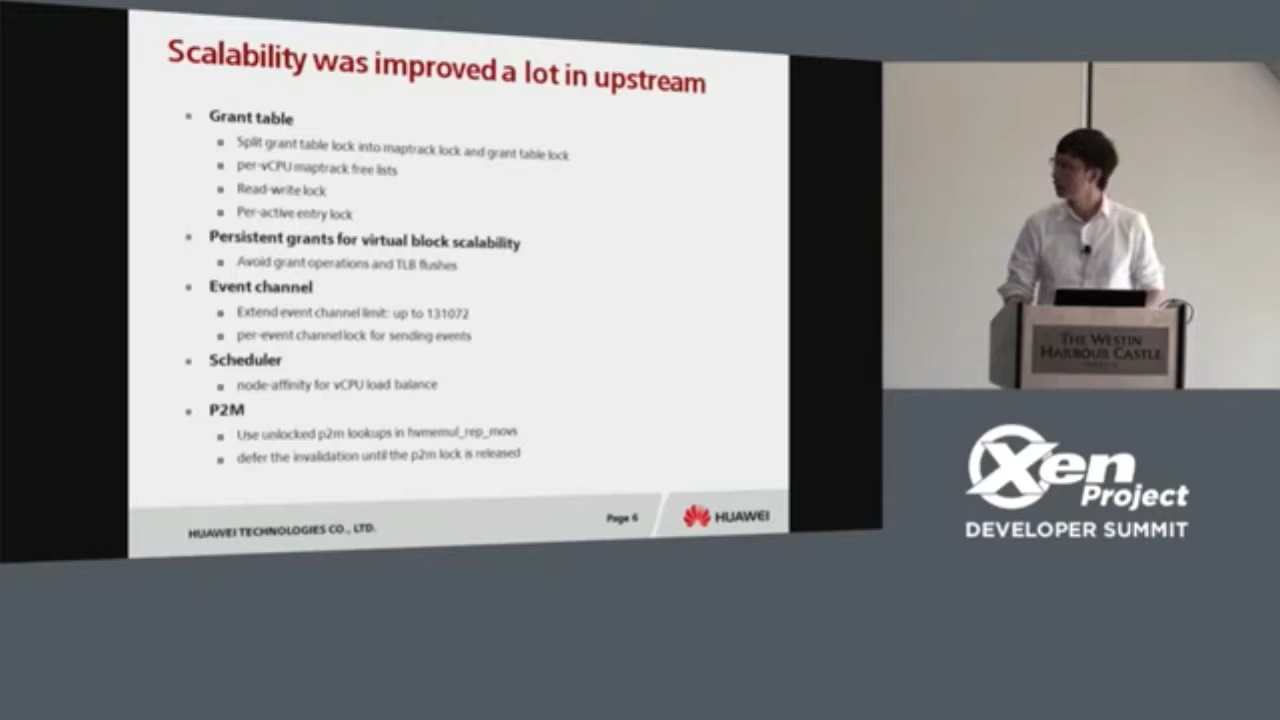 Scalability was improved a lot in upstream
Grant table
Split grant table lock into maptrack lock and grant table lock
per-vCPU maptrack free lists
Read-write lock
Per-active entry lock
Persistent grants for virtual block scalability
Avoid grant operations and TLB flushes
Event channel
Extend event channel limit: up to 131072
per-event channel lock for sending events
Scheduler
node-affinity for vCPU load balance
P2M
Use unlocked p2m lookups in hvmemul_rep_movs
defer the invalidation until the p2m lock is released
HUAWEI TECHNOLOGIES CO., LTD.
Page 6
HUAWEI
THE WESTIN
HARBOUR CASTLE
Xen
Project
DEVELOPER SUMMIT